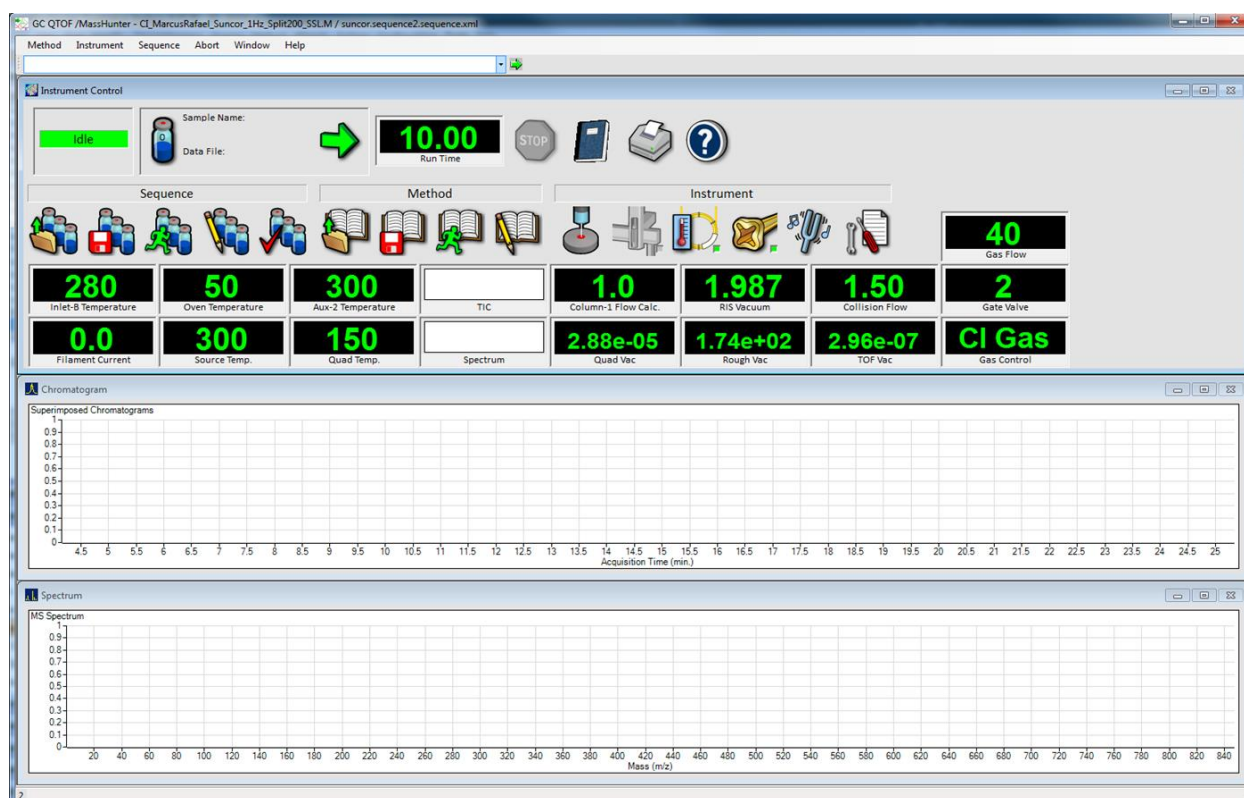 GC QTOF /MassHunter - CI_MarcusRafael_Suncor_1Hz_Split200_SSL.M / suncor.sequence2.sequence.xml
Method Instrument Sequence Abort Window Help
Instrument Control
Idle
0
Sample Name:
Data File:
10.00
Run Time
STOP
?
Sequence
Method
Instrument
40
Gas Flow
280
Inlet-B Temperature
50
Oven Temperature
300
Aux-2 Temperature
TIC
1.0
Column-1 Flow Calc.
1.987
RIS Vacuum
1.50
Collision Flow
2
Gate Valve
0.0
Filament Current
300
Source Temp.
150
Quad Temp.
Spectrum
2.88e-05
Quad Vac
1.74e+02
Rough Vac
2.96e-07
TOF Vac
CI Gas
Gas Control
Chromatogram
Superimposed Chromatograms
1
0.9
0.8
0.7
0.6
0.5
0.4
0.3
0.2
0.1
0
4.5 5 5.5 6 6.5 7 7.5 8 8.5 9 9.5 10 10.5 11 11.5 12 12.5 13 13.5 14 14.5 15 15.5 16 16.5 17 17.5 18 18.5 19 19.5 20 20.5 21 21.5 22 22.5 23 23.5 24 24.5 25
Acquisition Time (min.)
Spectrum
MS Spectrum
1
0.9
0.8
0.7
0.6
0.5
0.4
0.3
0.2
0.1
0
20 40 60 80 100 120 140 160 180 200 220 240 260 280 300 320 340 360 380 400 420 440 460 480 500 520 540 560 580 600 620 640 660 680 700 720 740 760 780 800 820 840
Mass (m/z)
2